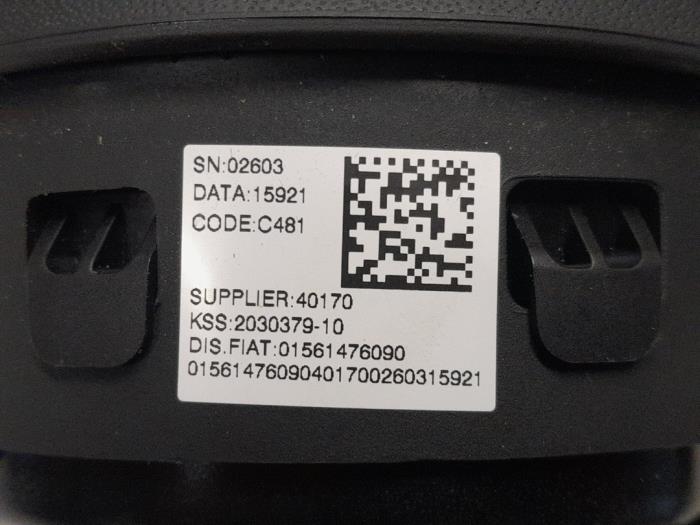 SN:02603
DATA:15921
CODE:C481
SUPPLIER:40170
KSS:2030379-10
DIS.FIAT:01561476090
01561476090401700260315921